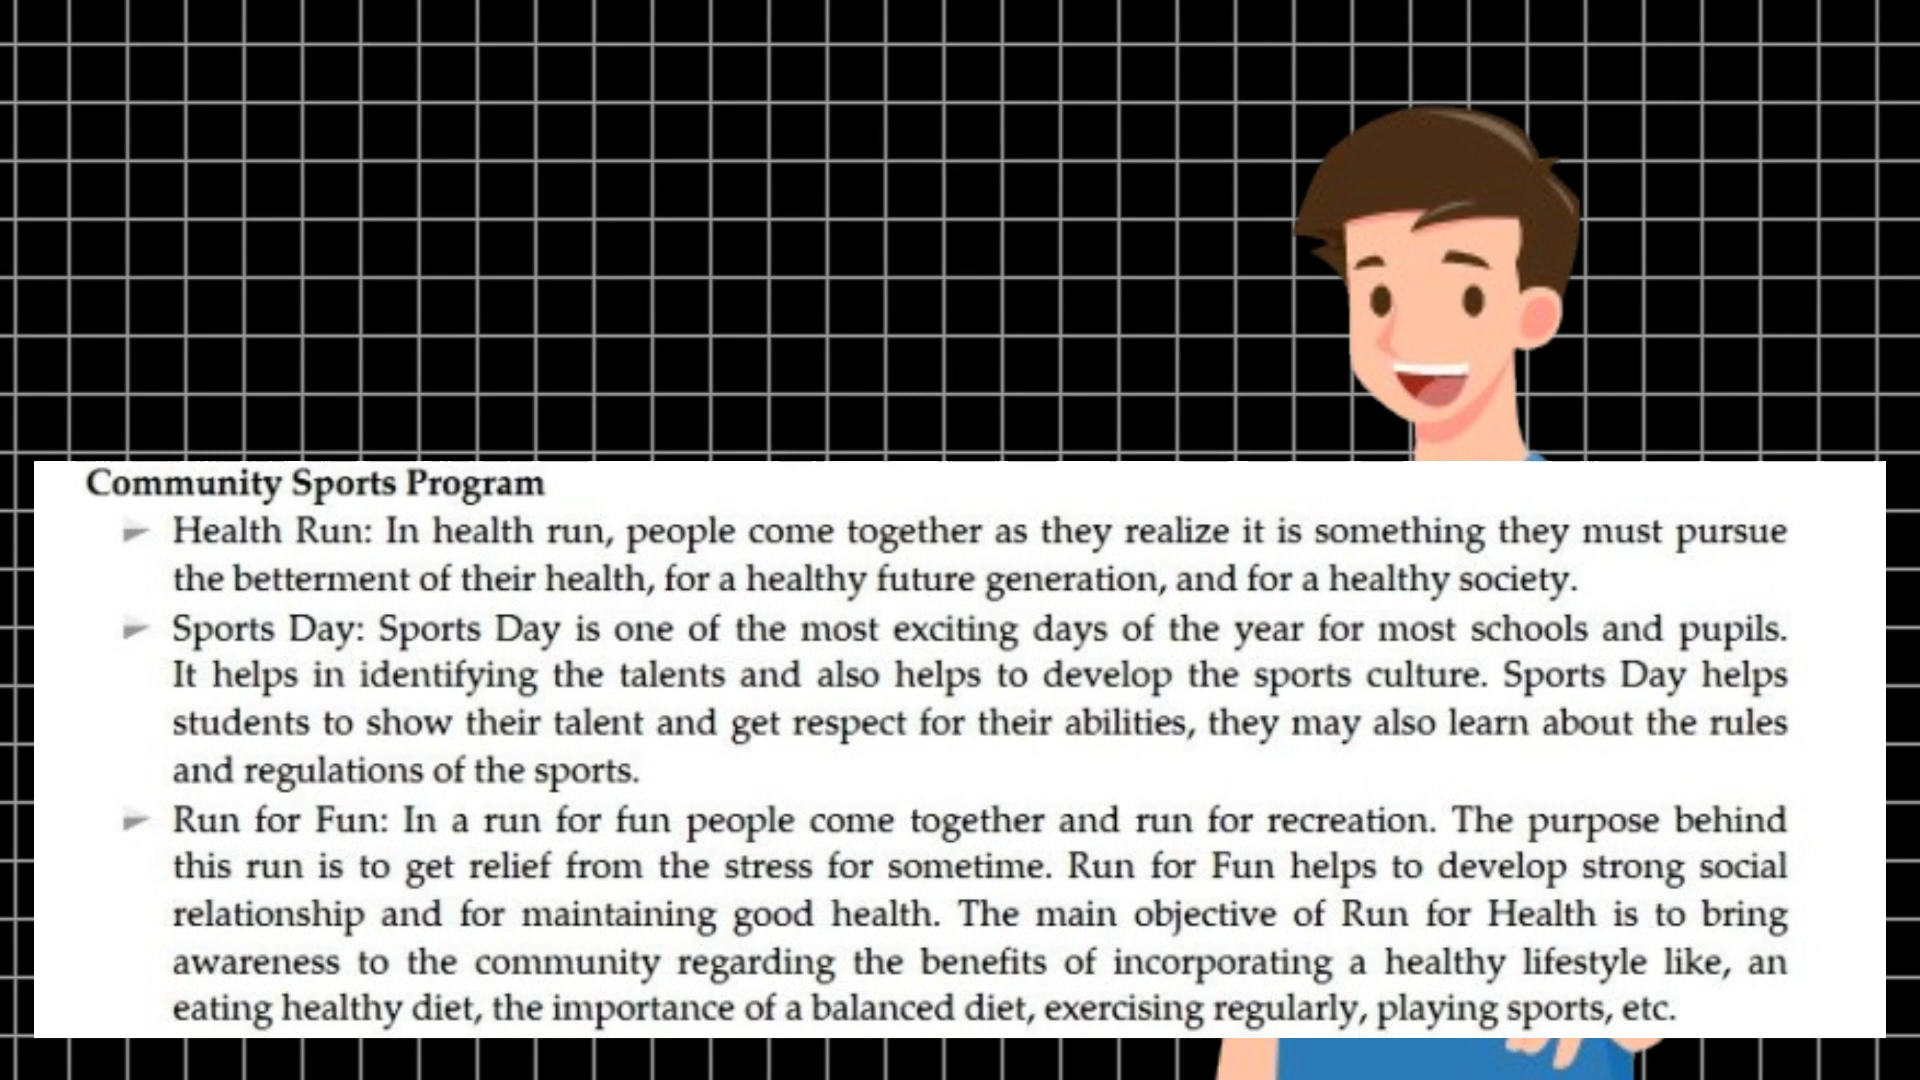 Community Sports Program
Health Run: In health run, people come together as they realize it is something they must pursue
the betterment of their health, for a healthy future generation, and for a healthy society.
Sports Day: Sports Day is one of the most exciting days of the year for most schools and pupils.
It helps in identifying the talents and also helps to develop the sports culture. Sports Day helps
students to show their talent and get respect for their abilities, they may also learn about the rules
and regulations of the sports.
Run for Fun: In a run for fun people come together and run for recreation. The purpose behind
this run is to get relief from the stress for sometime. Run for Fun helps to develop strong social
relationship and for maintaining good health. The main objective of Run for Health is to bring
awareness to the community regarding the benefits of incorporating a healthy lifestyle like, an
eating healthy diet, the importance of a balanced diet, exercising regularly, playing sports, etc.